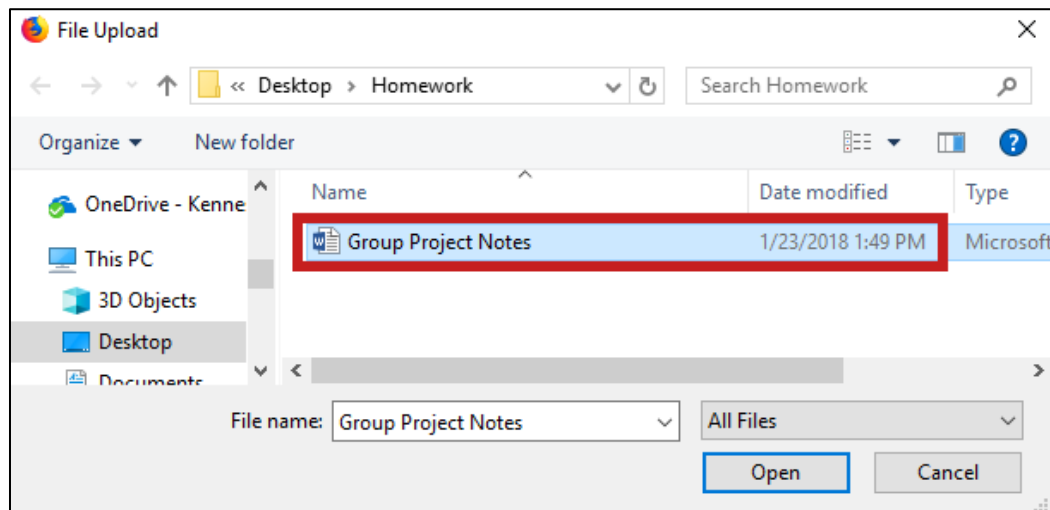 File Upload
« Desktop > Homework
Search Homework
Organize
New folder
Name
Date modified
Type
OneDrive - Kenne
Group Project Notes
1/23/2018 1:49 PM
Microsoft
This PC
3D Objects
Desktop
Documents
File name:
Group Project Notes
All Files
Open
Cancel